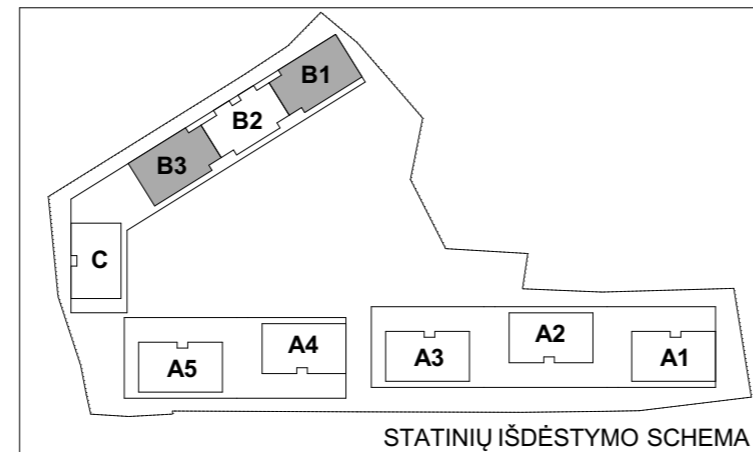 B1
B2
B3
C
A2
A4
A3
A1
A5
STATINIŲ IŠDĖSTYMO SCHEMA